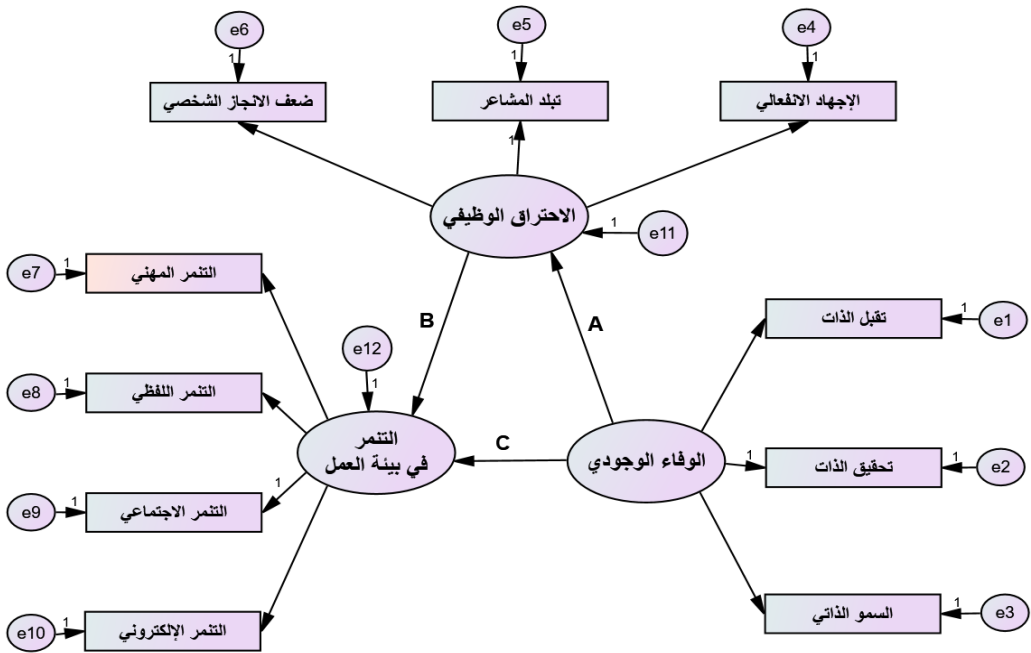 e6
e5
e4
1
1
1
ضعف الانجاز الشخصي
تبلد المشاعر
الإجهاد الانفعالي
1
الاحتراق الوظيفي
1
e11
e7
1
التنمر المهني
B
A
تقبل الذات
1
e1
e12
1
e8
1
التنمر اللفظي
التنمر
في بيئة العمل
C
الوفاء الوجودي
1
تحقيق الذات
1
e2
1
e9
1
التنمر الاجتماعي
السمو الذاتي
1
e3
e10
1
التنمر الإلكتروني